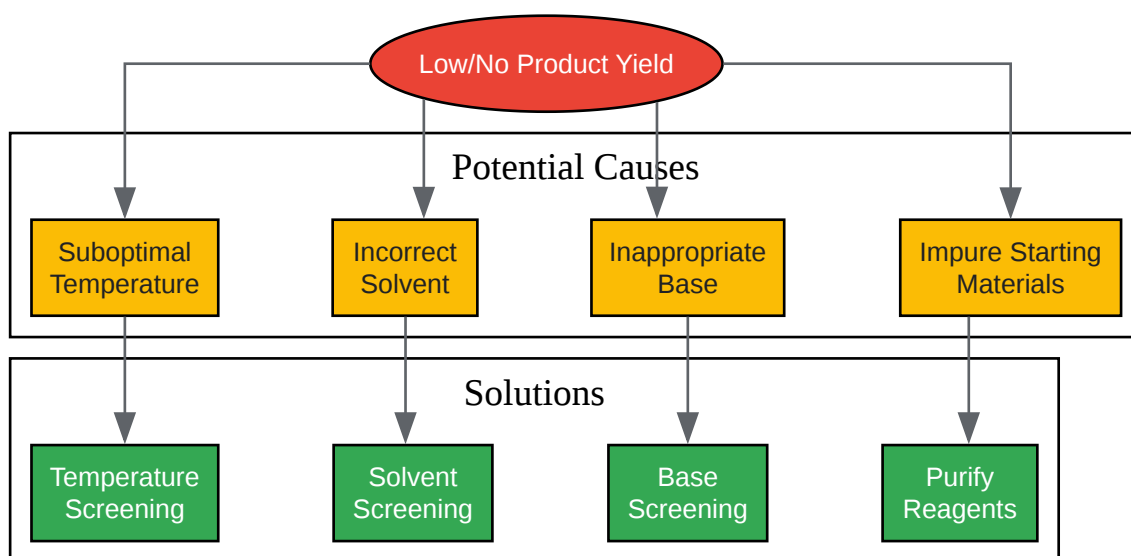 Low/No Product Yield
Potential Causes
Suboptimal
Temperature
Incorrect
Solvent
Inappropriate
Base
Impure Starting
Materials
Solutions
Temperature
Screening
Solvent
Screening
Base
Screening
Purify
Reagents